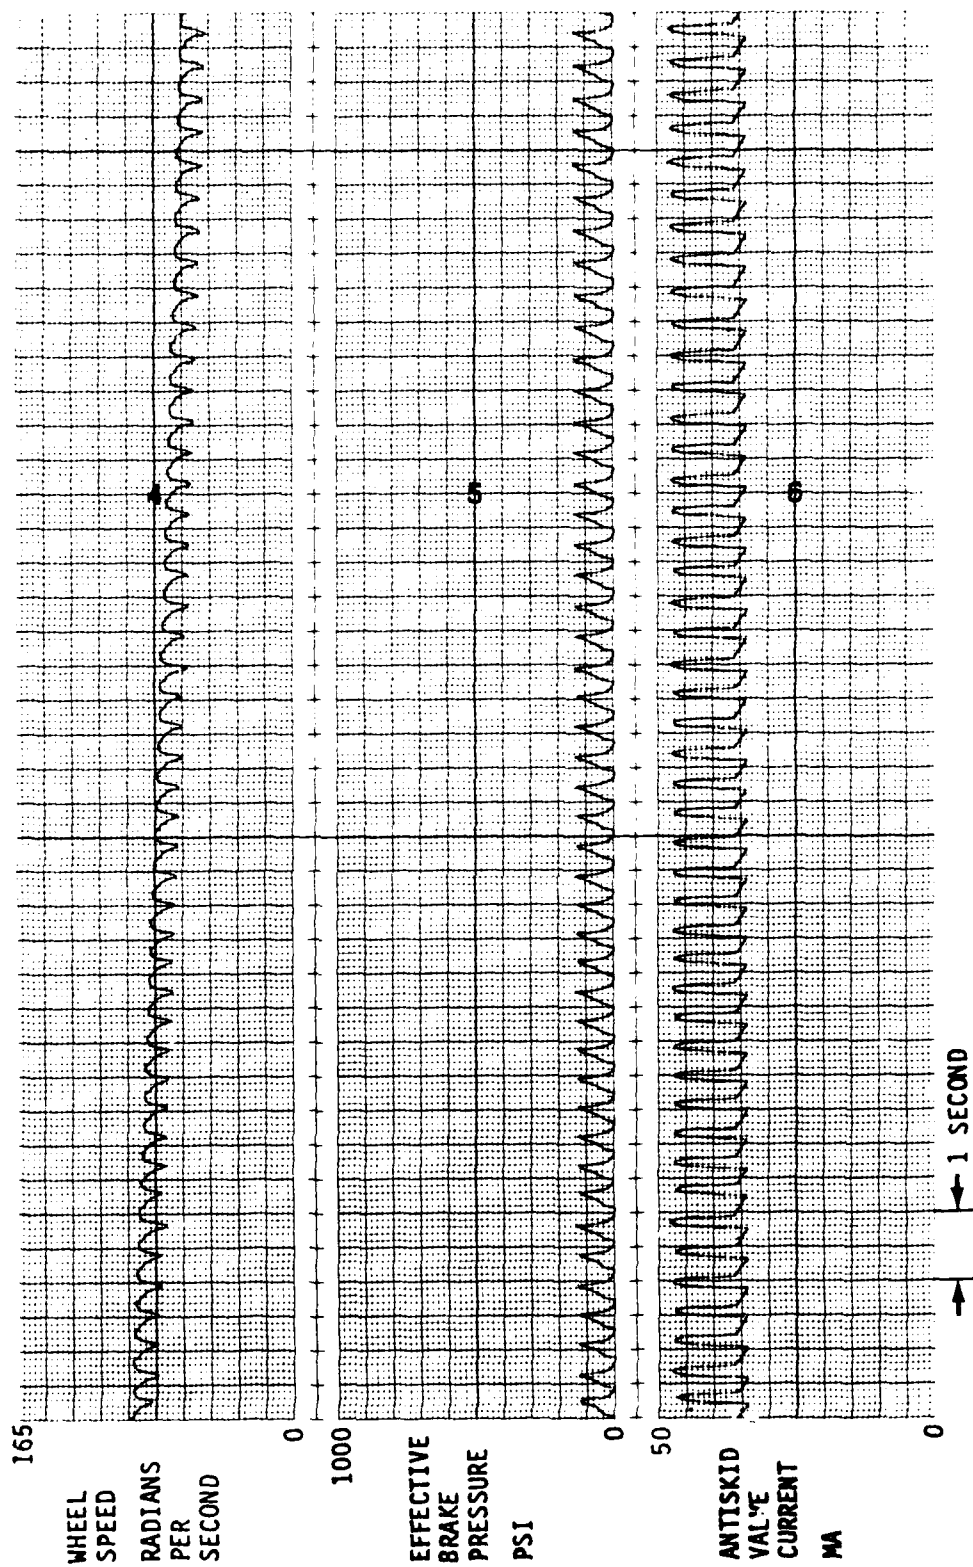 165
WHEEL
SPEED
RADIANS
PER
SECOND
0
4
1000
EFFECTIVE
BRAKE
PRESSURE
PSI
0
5
50
ANTISKID
VALVE
CURRENT
MA
0
6
1 SECOND